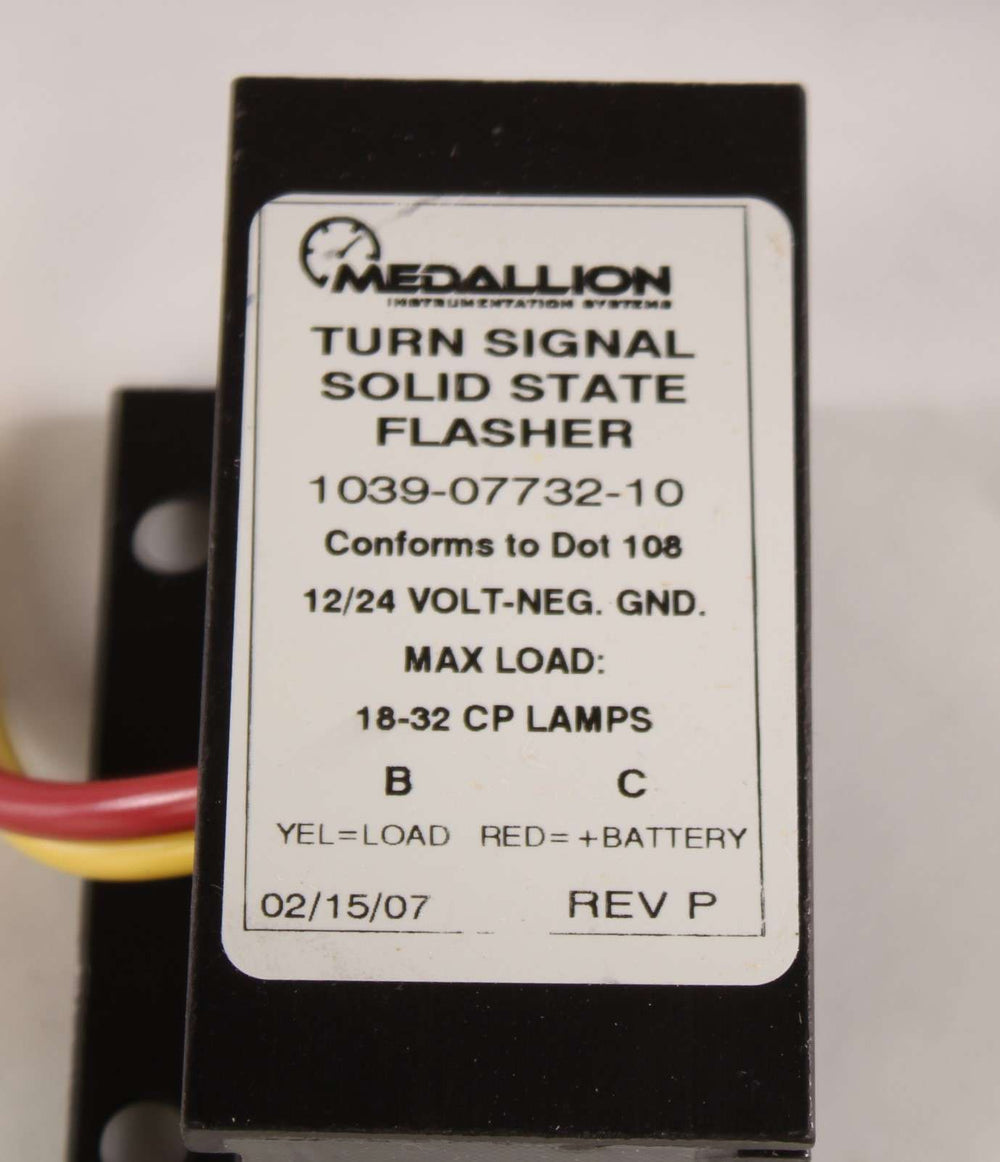 MEDALLION
INSTRUMENTATION SYSTEMS
TURN SIGNAL
SOLID STATE
FLASHER
1039-07732-10
Conforms to Dot 108
12/24 VOLT-NEG. GND.
MAX LOAD:
18-32 CP LAMPS
B C
YEL=LOAD RED= +BATTERY
02/15/07 REV P